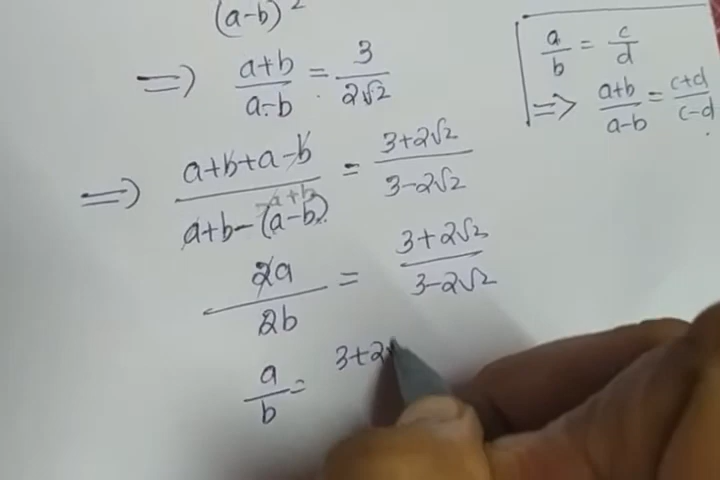 (a-b)²
=> a+b/a-b = 3/2√2
=> a+b+a-b/a+b-(a-b) = 3+2√2/3-2√2
-a+b
2a/2b = 3+2√2/3-2√2
a/b = 3+2√
a/b = c/d
=> a+b/a-b = c+d/c-d